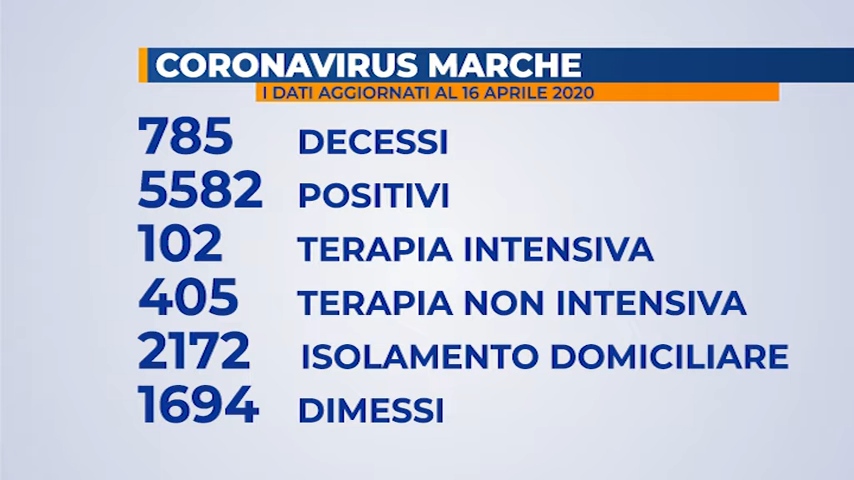 CORONAVIRUS MARCHE
I DATI AGGIORNATI AL 16 APRILE 2020
785 DECESSI
5582 POSITIVI
102 TERAPIA INTENSIVA
405 TERAPIA NON INTENSIVA
2172 ISOLAMENTO DOMICILIARE
1694 DIMESSI